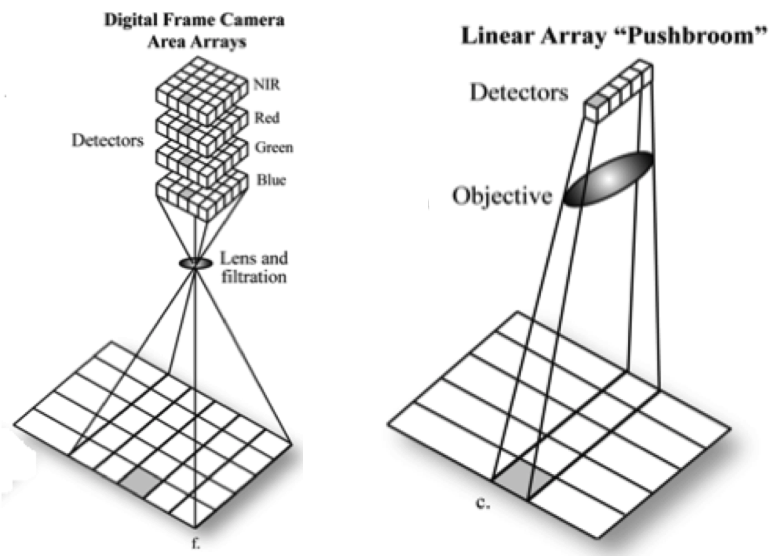 Digital Frame Camera
Area Arrays
NIR
Red
Detectors
Green
Blue
Lens and
filtration
f.
Linear Array “Pushbroom”
Detectors
Objective
c.